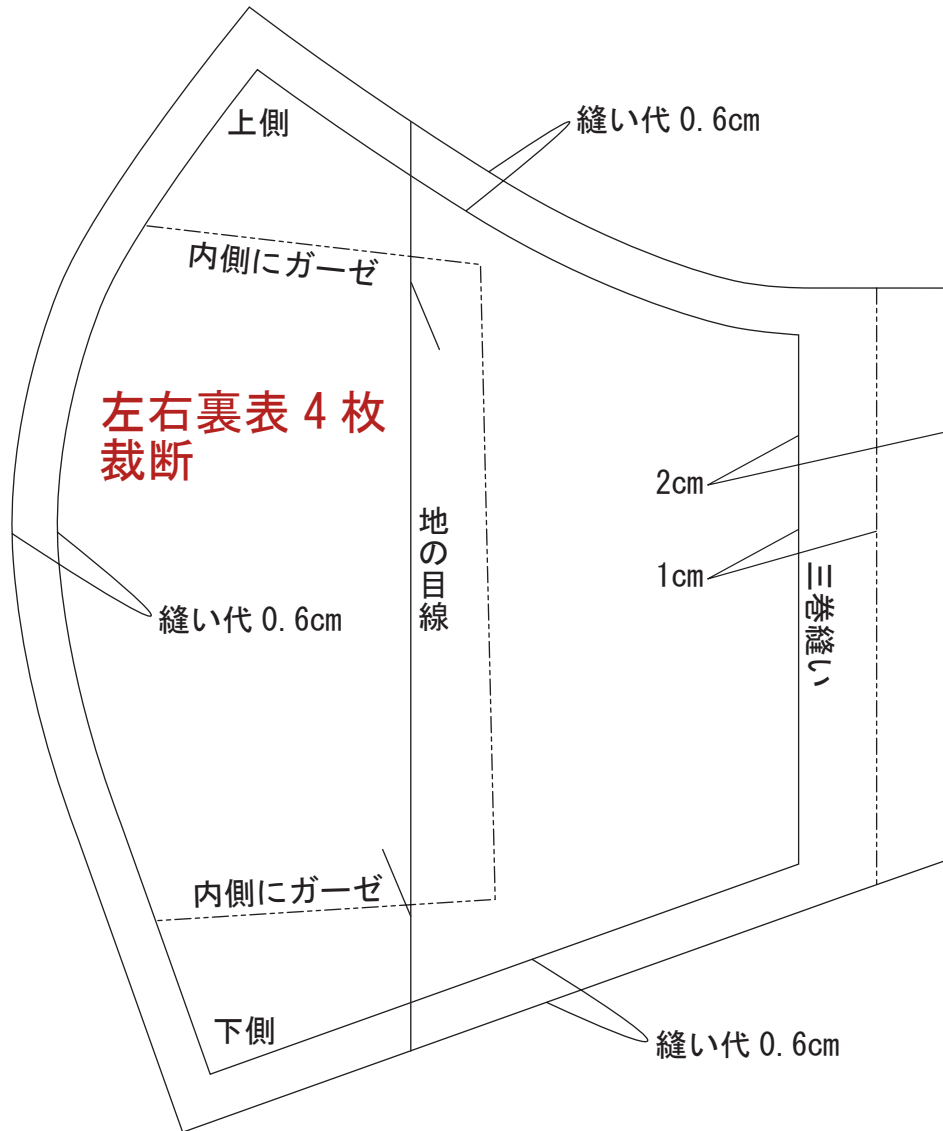 上側
縫い代 0.6cm
内側にガーゼ
左右裏表 4 枚
裁断
2cm
地の目線
1cm
三巻縫い
縫い代 0.6cm
内側にガーゼ
下側
縫い代 0.6cm